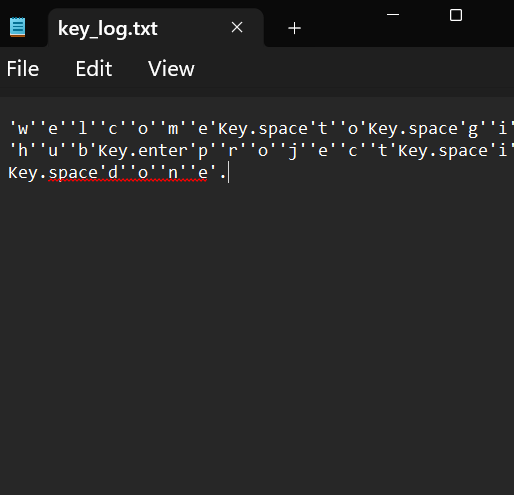 key_log.txt
File Edit View
'w''e''l''c''o''m''e'Key.space't''o'Key.space'g''i'
'h''u''b'Key.enter'p''r''o''j''e''c''t'Key.space'i'
Key.space'd''o''n''e'.